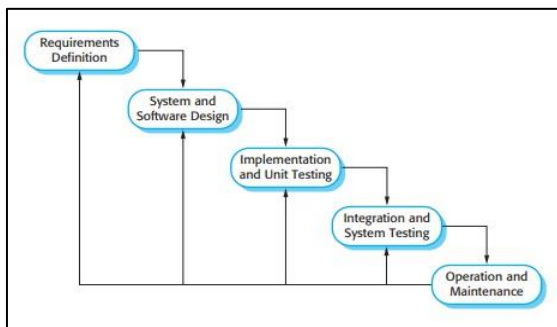 Requirements
Definition
System and
Software Design
Implementation
and Unit Testing
Integration and
System Testing
Operation and
Maintenance